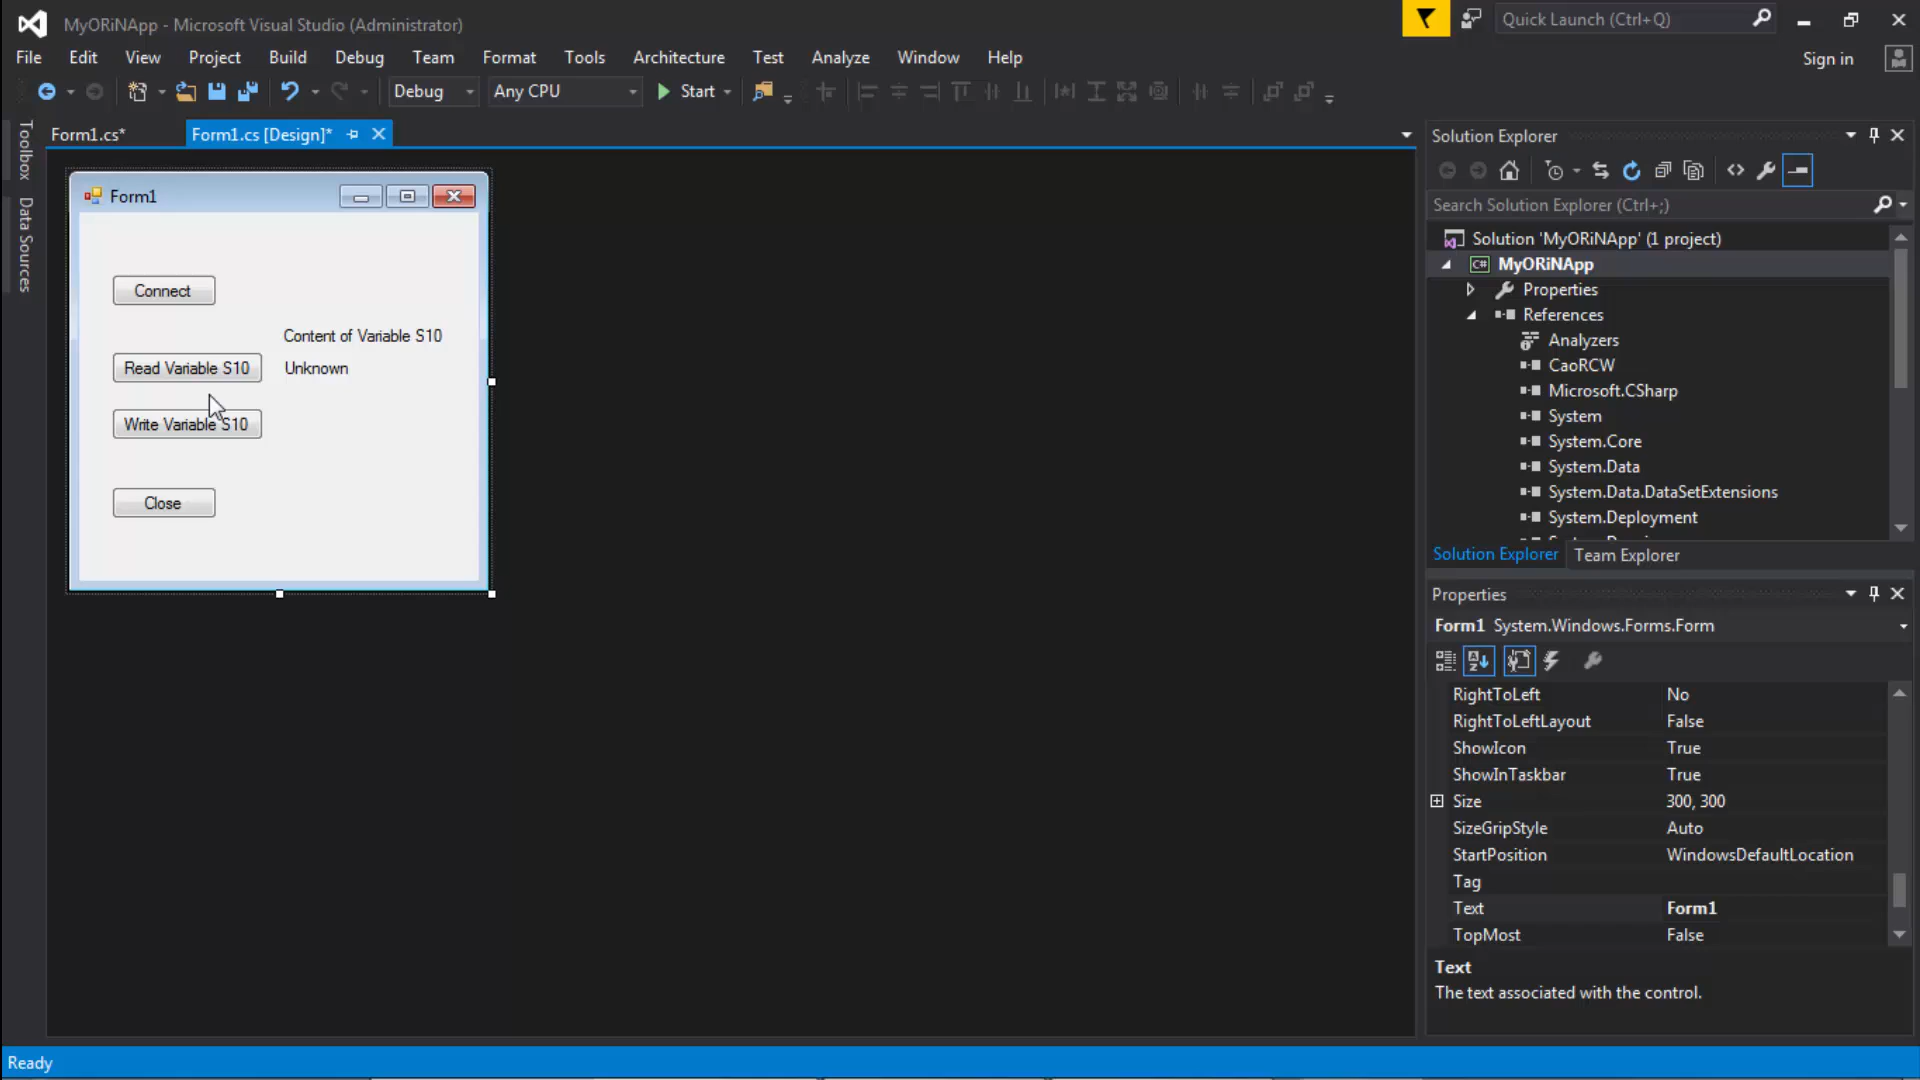 MyORiNApp - Microsoft Visual Studio (Administrator)
Quick Launch (Ctrl+Q)
File Edit View Project Build Debug Team Format Tools Architecture Test Analyze Window Help
Sign in
Debug Any CPU Start
Toolbox
Data Sources
Form1.cs* Form1.cs [Design]*
Form1
Connect
Content of Variable S10
Read Variable S10 Unknown
Write Variable S10
Close
Solution Explorer
Search Solution Explorer (Ctrl+;)
Solution 'MyORiNApp' (1 project)
C# MyORiNApp
Properties
References
Analyzers
CaoRCW
Microsoft.CSharp
System
System.Core
System.Data
System.Data.DataSetExtensions
System.Deployment
Solution Explorer Team Explorer
Properties
Form1 System.Windows.Forms.Form
RightToLeft No
RightToLeftLayout False
ShowIcon True
ShowInTaskbar True
Size 300, 300
SizeGripStyle Auto
StartPosition WindowsDefaultLocation
Tag
Text Form1
TopMost False
Text
The text associated with the control.
Ready